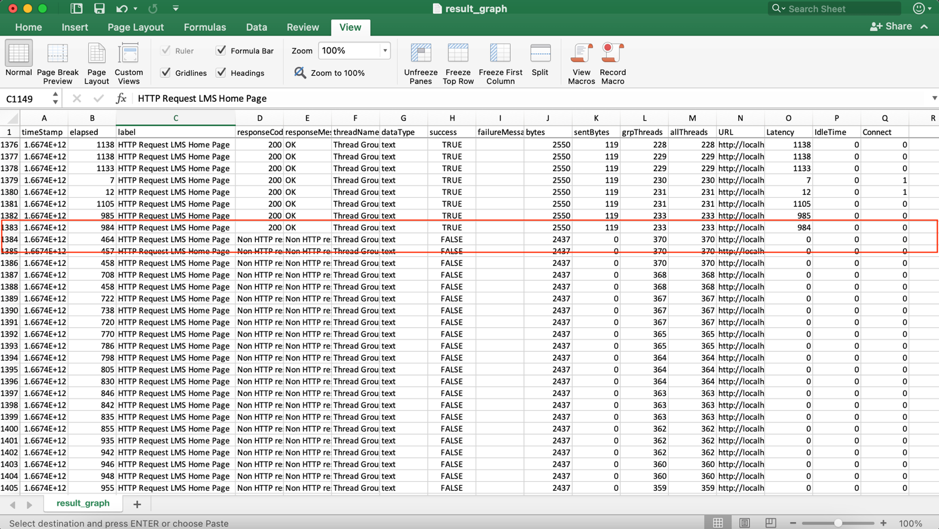 result_graph
Search Sheet
Home Insert Page Layout Formulas Data Review View
Share
Ruler Formula Bar Zoom 100%
Gridlines Headings Zoom to 100%
Normal Page Break Preview Page Layout Custom Views Unfreeze Panes Freeze Top Row Freeze First Column Split View Macros Record Macro
C1149 fx HTTP Request LMS Home Page
A B C D E F G H I J K L M N O P Q R
1 timeStamp elapsed label responseCod responseMes threadName dataType success failureMessa bytes sentBytes grpThreads allThreads URL Latency IdleTime Connect
1376 1.6674E+12 1138 HTTP Request LMS Home Page 200 OK Thread Grou text TRUE 2550 119 228 228 http://localh 1138 0 0
1377 1.6674E+12 1138 HTTP Request LMS Home Page 200 OK Thread Grou text TRUE 2550 119 229 229 http://localh 1138 0 0
1378 1.6674E+12 1133 HTTP Request LMS Home Page 200 OK Thread Grou text TRUE 2550 119 229 229 http://localh 1133 0 0
1379 1.6674E+12 7 HTTP Request LMS Home Page 200 OK Thread Grou text TRUE 2550 119 230 230 http://localh 7 0 1
1380 1.6674E+12 12 HTTP Request LMS Home Page 200 OK Thread Grou text TRUE 2550 119 231 231 http://localh 12 0 1
1381 1.6674E+12 1105 HTTP Request LMS Home Page 200 OK Thread Grou text TRUE 2550 119 231 231 http://localh 1105 0 0
1382 1.6674E+12 985 HTTP Request LMS Home Page 200 OK Thread Grou text TRUE 2550 119 233 233 http://localh 985 0 0
1383 1.6674E+12 984 HTTP Request LMS Home Page 200 OK Thread Grou text TRUE 2550 119 233 233 http://localh 984 0 0
1384 1.6674E+12 464 HTTP Request LMS Home Page Non HTTP re Non HTTP re Thread Grou text FALSE 2437 0 370 370 http://localh 0 0 0
1385 1.6674E+12 457 HTTP Request LMS Home Page Non HTTP re Non HTTP re Thread Grou text FALSE 2437 0 370 370 http://localh 0 0 0
1386 1.6674E+12 458 HTTP Request LMS Home Page Non HTTP re Non HTTP re Thread Grou text FALSE 2437 0 370 370 http://localh 0 0 0
1387 1.6674E+12 708 HTTP Request LMS Home Page Non HTTP re Non HTTP re Thread Grou text FALSE 2437 0 368 368 http://localh 0 0 0
1388 1.6674E+12 458 HTTP Request LMS Home Page Non HTTP re Non HTTP re Thread Grou text FALSE 2437 0 368 368 http://localh 0 0 0
1389 1.6674E+12 722 HTTP Request LMS Home Page Non HTTP re Non HTTP re Thread Grou text FALSE 2437 0 367 367 http://localh 0 0 0
1390 1.6674E+12 738 HTTP Request LMS Home Page Non HTTP re Non HTTP re Thread Grou text FALSE 2437 0 367 367 http://localh 0 0 0
1391 1.6674E+12 720 HTTP Request LMS Home Page Non HTTP re Non HTTP re Thread Grou text FALSE 2437 0 367 367 http://localh 0 0 0
1392 1.6674E+12 770 HTTP Request LMS Home Page Non HTTP re Non HTTP re Thread Grou text FALSE 2437 0 365 365 http://localh 0 0 0
1393 1.6674E+12 786 HTTP Request LMS Home Page Non HTTP re Non HTTP re Thread Grou text FALSE 2437 0 365 365 http://localh 0 0 0
1394 1.6674E+12 798 HTTP Request LMS Home Page Non HTTP re Non HTTP re Thread Grou text FALSE 2437 0 364 364 http://localh 0 0 0
1395 1.6674E+12 805 HTTP Request LMS Home Page Non HTTP re Non HTTP re Thread Grou text FALSE 2437 0 364 364 http://localh 0 0 0
1396 1.6674E+12 830 HTTP Request LMS Home Page Non HTTP re Non HTTP re Thread Grou text FALSE 2437 0 364 364 http://localh 0 0 0
1397 1.6674E+12 846 HTTP Request LMS Home Page Non HTTP re Non HTTP re Thread Grou text FALSE 2437 0 363 363 http://localh 0 0 0
1398 1.6674E+12 842 HTTP Request LMS Home Page Non HTTP re Non HTTP re Thread Grou text FALSE 2437 0 363 363 http://localh 0 0 0
1399 1.6674E+12 835 HTTP Request LMS Home Page Non HTTP re Non HTTP re Thread Grou text FALSE 2437 0 363 363 http://localh 0 0 0
1400 1.6674E+12 855 HTTP Request LMS Home Page Non HTTP re Non HTTP re Thread Grou text FALSE 2437 0 362 362 http://localh 0 0 0
1401 1.6674E+12 935 HTTP Request LMS Home Page Non HTTP re Non HTTP re Thread Grou text FALSE 2437 0 362 362 http://localh 0 0 0
1402 1.6674E+12 942 HTTP Request LMS Home Page Non HTTP re Non HTTP re Thread Grou text FALSE 2437 0 362 362 http://localh 0 0 0
1403 1.6674E+12 946 HTTP Request LMS Home Page Non HTTP re Non HTTP re Thread Grou text FALSE 2437 0 360 360 http://localh 0 0 0
1404 1.6674E+12 948 HTTP Request LMS Home Page Non HTTP re Non HTTP re Thread Grou text FALSE 2437 0 360 360 http://localh 0 0 0
1405 1.6674E+12 955 HTTP Request LMS Home Page Non HTTP re Non HTTP re Thread Grou text FALSE 2437 0 359 359 http://localh 0 0 0
result_graph +
Select destination and press ENTER or choose Paste 100%